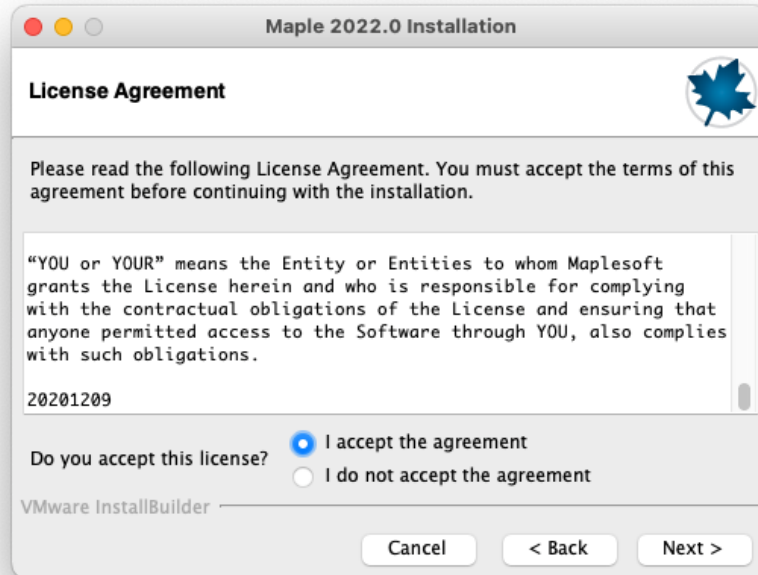 Maple 2022.0 Installation
License Agreement
Please read the following License Agreement. You must accept the terms of this
agreement before continuing with the installation.
“YOU or YOUR” means the Entity or Entities to whom Maplesoft
grants the License herein and who is responsible for complying
with the contractual obligations of the License and ensuring that
anyone permitted access to the Software through YOU, also complies
with such obligations.
20201209
Do you accept this license?
I accept the agreement
I do not accept the agreement
VMware InstallBuilder
Cancel
< Back
Next >